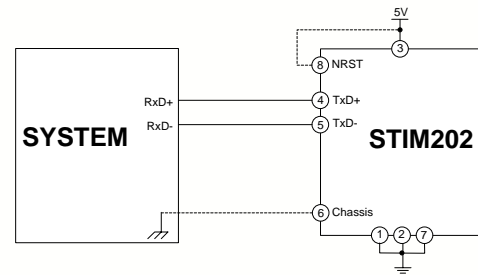 5V
3
8 NRST
RxD+ 4 TxD+
RxD- 5 TxD-
SYSTEM STIM202
6 Chassis
1 2 7